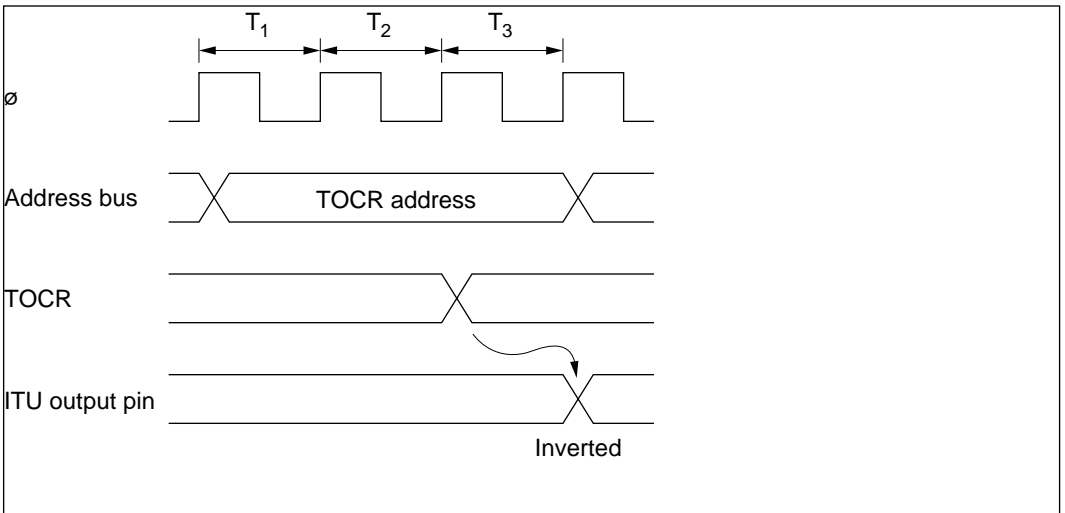 T₁ T₂ T₃
ø
Address bus TOCR address
TOCR
ITU output pin
Inverted